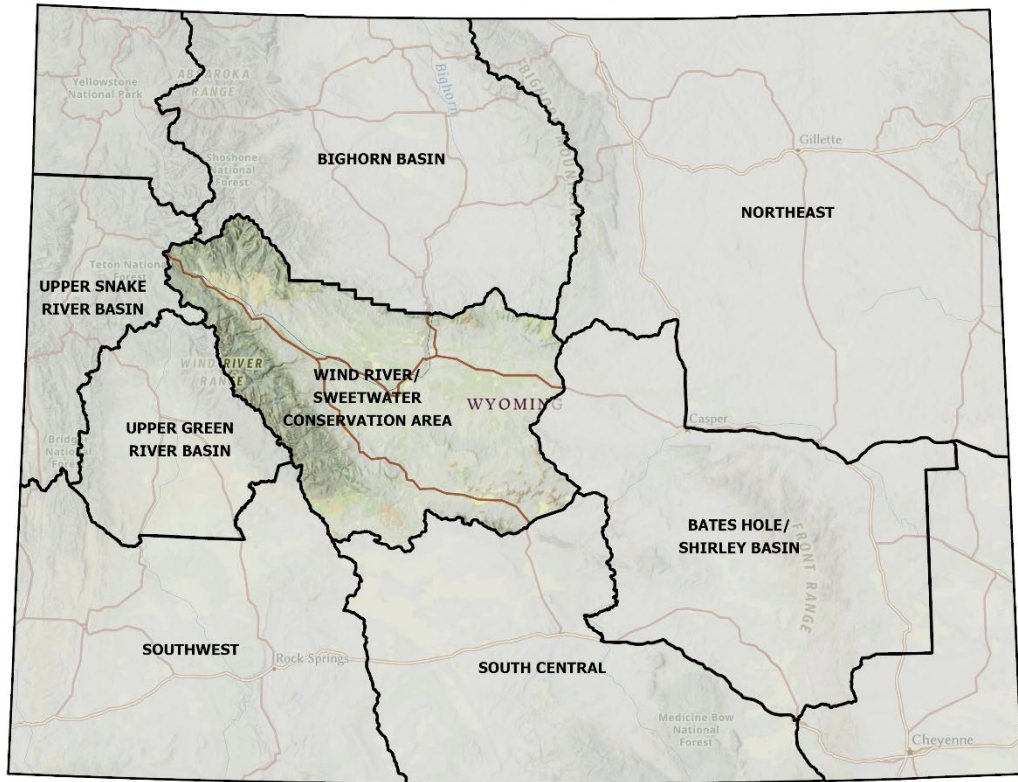 Yellowstone
National Park
ABSAROKA
RANGE
Bighorn
BIGHORN
MOUNTAINS
Gillette
Shoshone
National
Forest
BIGHORN BASIN
NORTHEAST
Teton National
Forest
UPPER SNAKE
RIVER BASIN
WIND RIVER
RANGE
WIND RIVER/
SWEETWATER
CONSERVATION AREA
WYOMING
Casper
UPPER GREEN
RIVER BASIN
National
Forest
BATES HOLE/
SHIRLEY BASIN
FRONT RANGE
SOUTHWEST
Rock Springs
SOUTH CENTRAL
Medicine Bow
National
Forest
Cheyenne